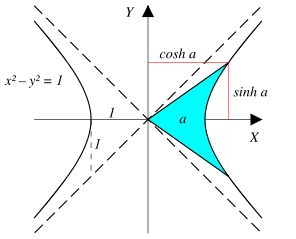 Y
cosh a
x² – y² = 1
sinh a
1
a
X
1